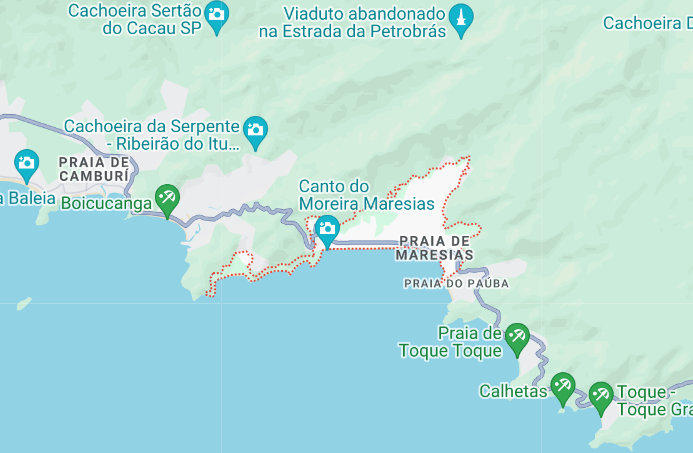 Cachoeira Sertão
do Cacau SP
Viaduto abandonado
na Estrada da Petrobrás
Cachoeira D
Cachoeira da Serpente
- Ribeirão do Itu...
PRAIA DE
CAMBURÍ
a Baleia
Boiçucanga
Canto do
Moreira Maresias
PRAIA DE
MARESIAS
PRAIA DO PAÚBA
Praia de
Toque Toque
Calhetas
Toque -
Toque Gra